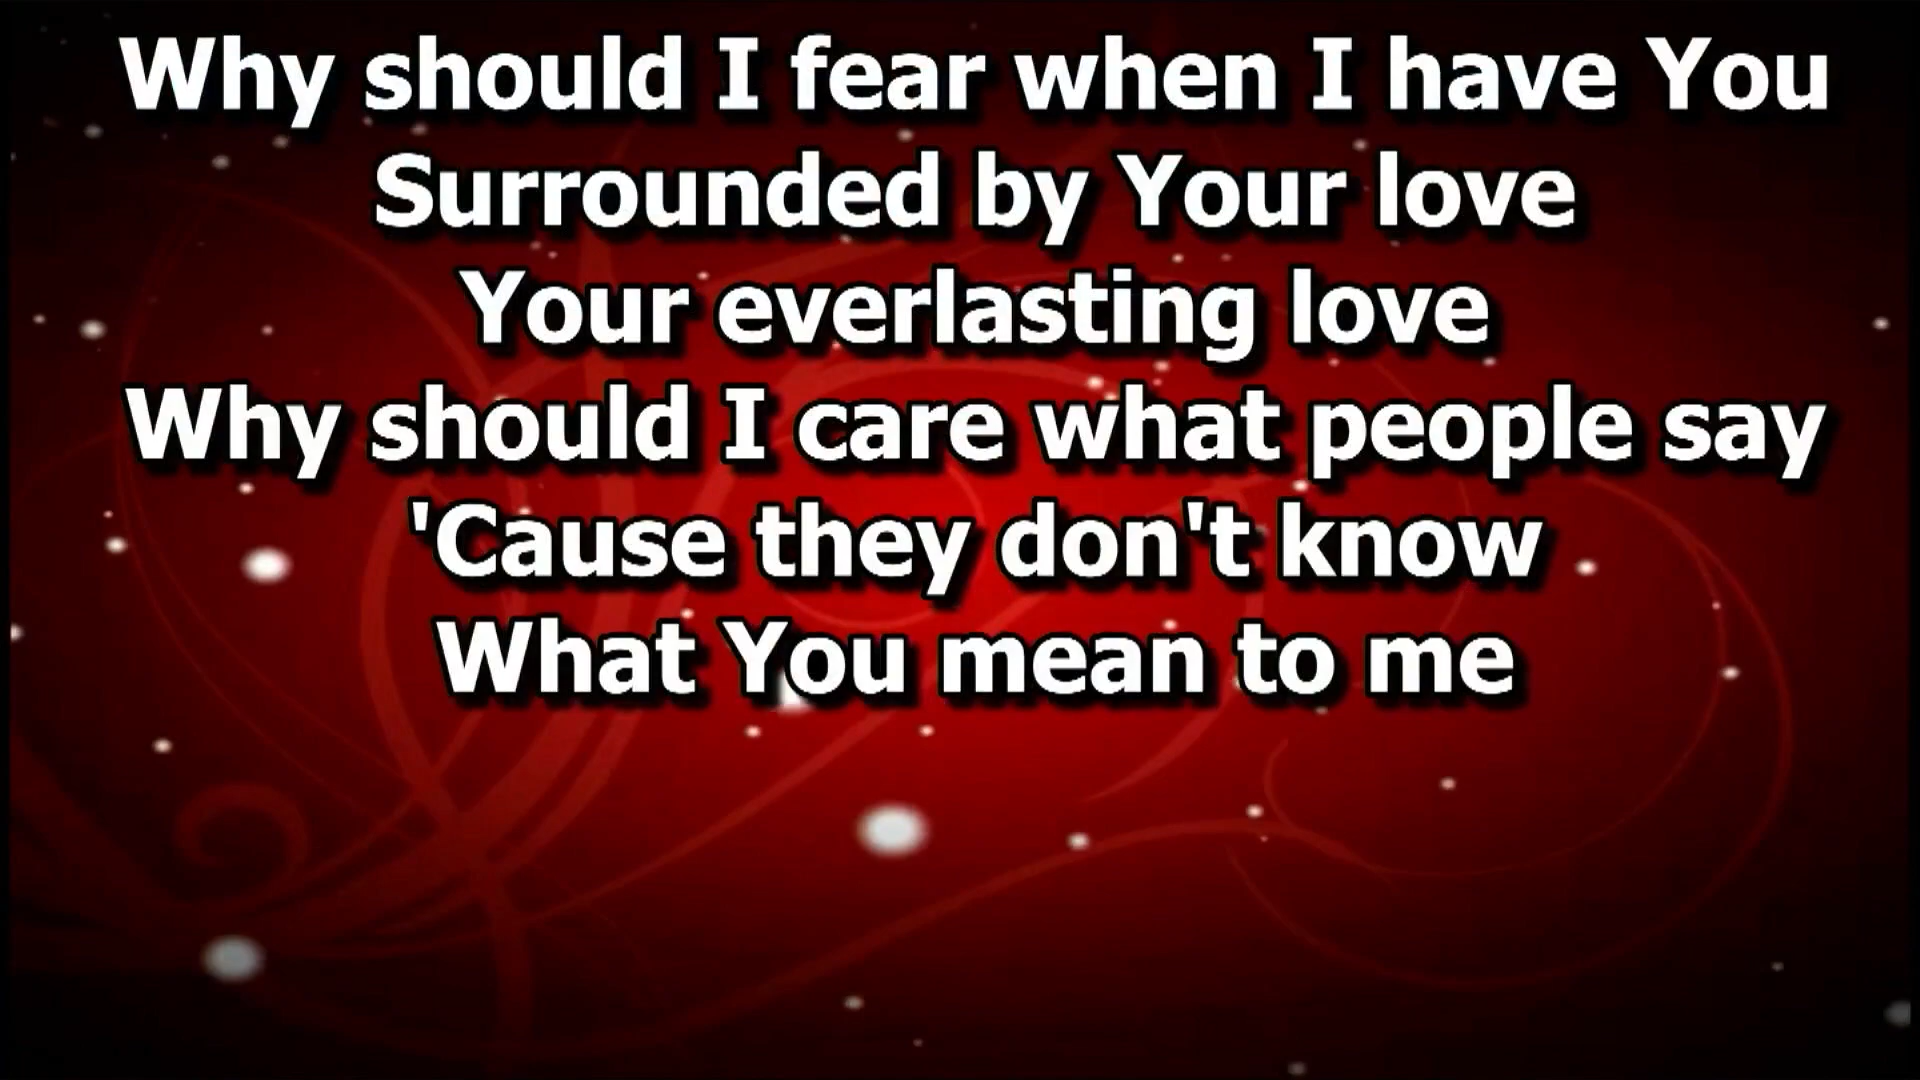 Why should I fear when I have You
Surrounded by Your love
Your everlasting love
Why should I care what people say
'Cause they don't know
What You mean to me